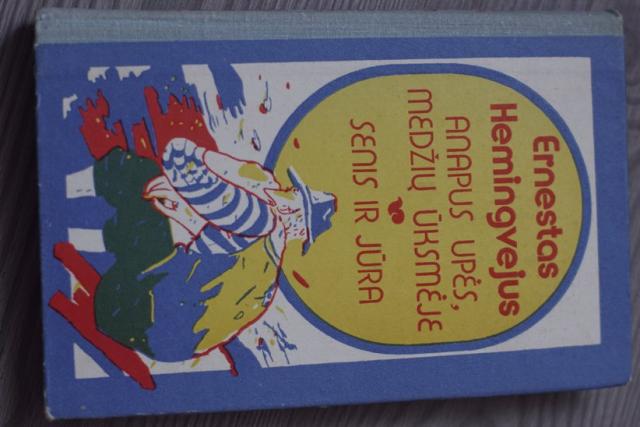 Ernestas
Hemingvejus
ANAPUS UPĖS,
MEDŽIŲ ŪKSMĖJE
SENIS IR JŪRA